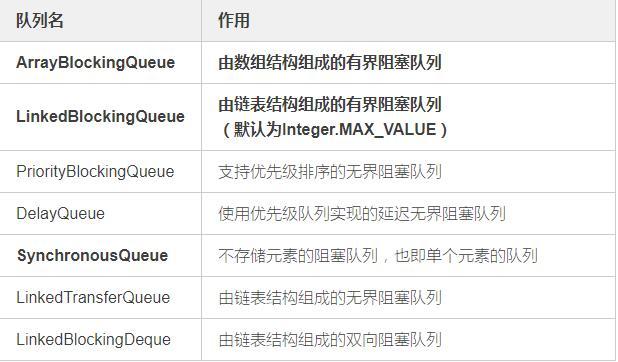 队列名 作用
ArrayBlockingQueue 由数组结构组成的有界阻塞队列
LinkedBlockingQueue 由链表结构组成的有界阻塞队列
（默认为Integer.MAX_VALUE）
PriorityBlockingQueue 支持优先级排序的无界阻塞队列
DelayQueue 使用优先级队列实现的延迟无界阻塞队列
SynchronousQueue 不存储元素的阻塞队列，也即单个元素的队列
LinkedTransferQueue 由链表结构组成的无界阻塞队列
LinkedBlockingDeque 由链表结构组成的双向阻塞队列